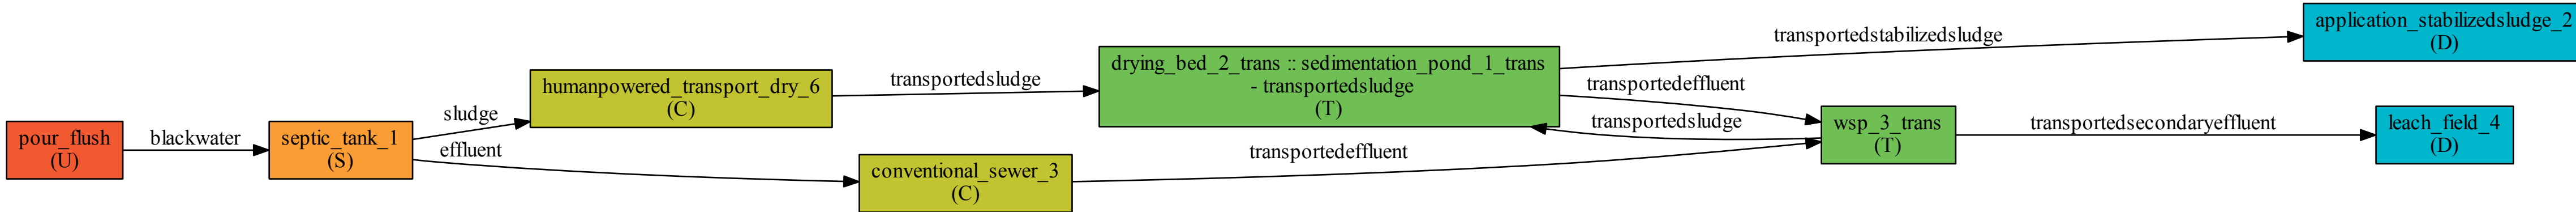 pour_flush
(U)
blackwater
septic_tank_1
(S)
sludge
effluent
humanpowered_transport_dry_6
(C)
conventional_sewer_3
(C)
transportedsludge
transportedeffluent
drying_bed_2_trans :: sedimentation_pond_1_trans
- transportedsludge
(T)
transportedstabilizedsludge
transportedeffluent
transportedsludge
wsp_3_trans
(T)
transportedsecondaryeffluent
application_stabilizedsludge_2
(D)
leach_field_4
(D)